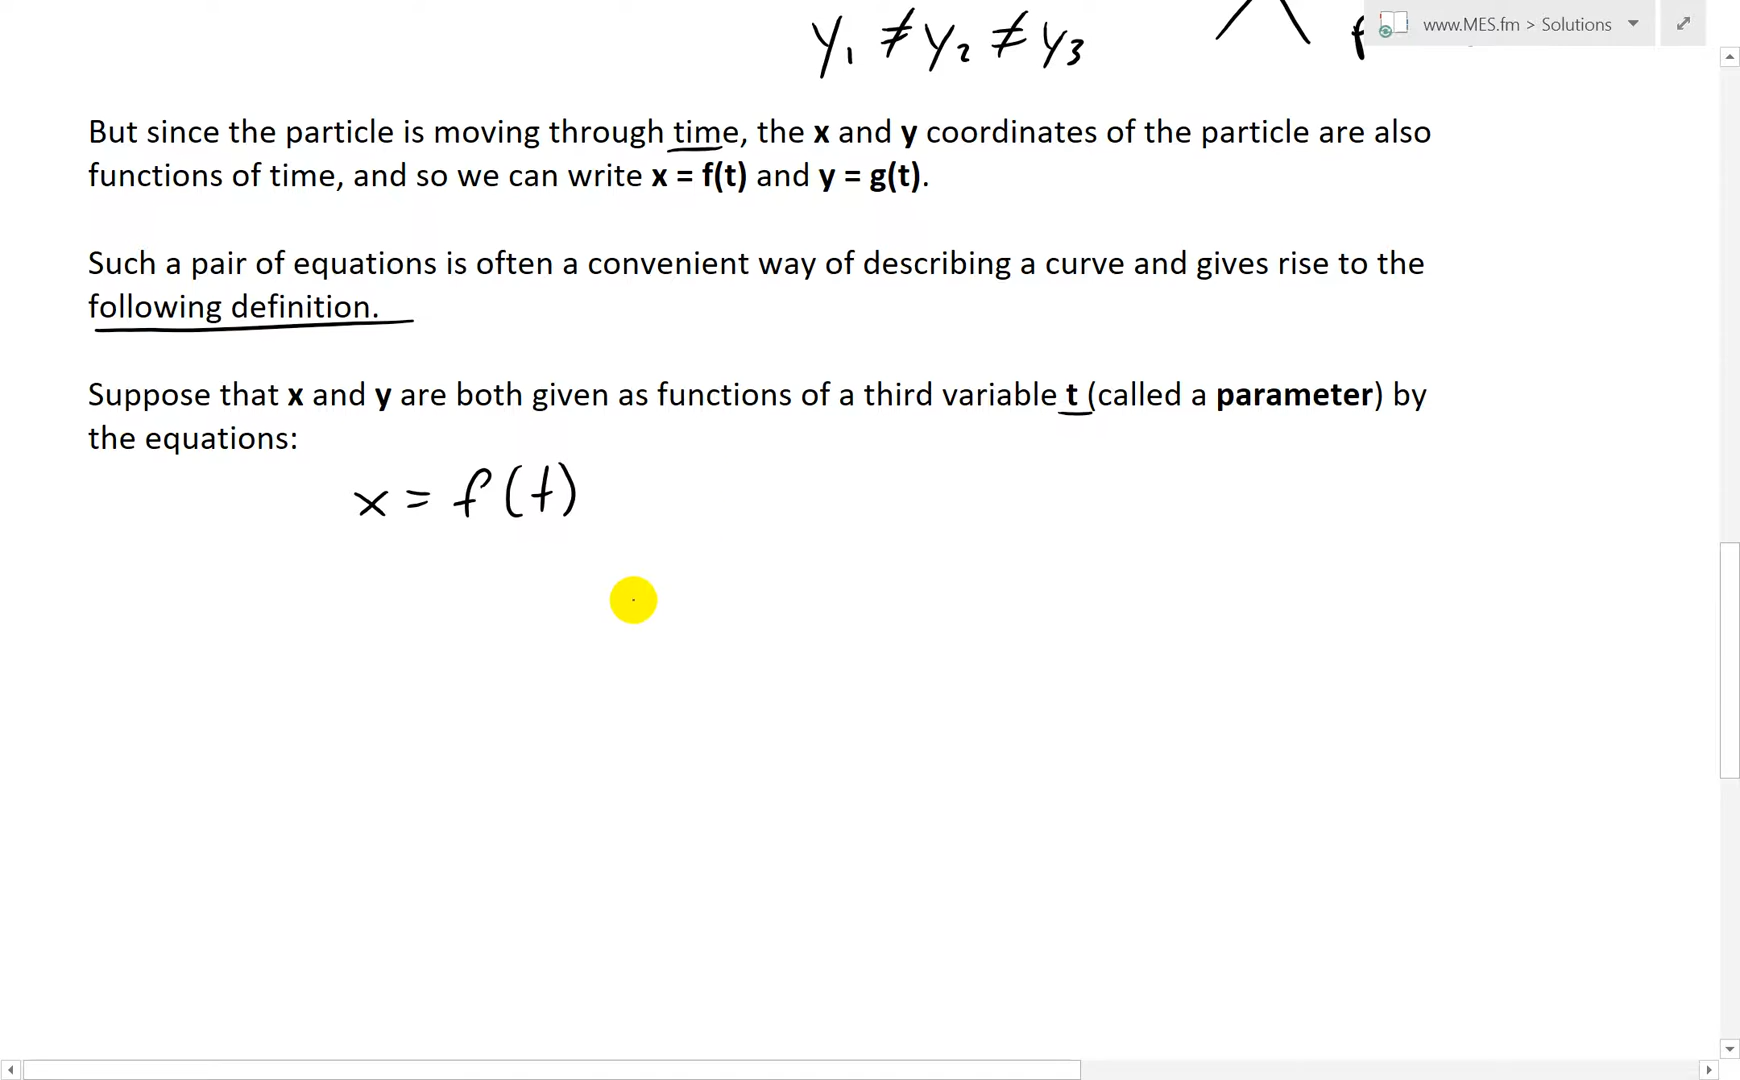 www.MES.fm > Solutions
y₁ ≠ y₂ ≠ y₃
But since the particle is moving through time, the x and y coordinates of the particle are also
functions of time, and so we can write x = f(t) and y = g(t).
Such a pair of equations is often a convenient way of describing a curve and gives rise to the
following definition.
Suppose that x and y are both given as functions of a third variable t (called a parameter) by
the equations:
x = f(t)